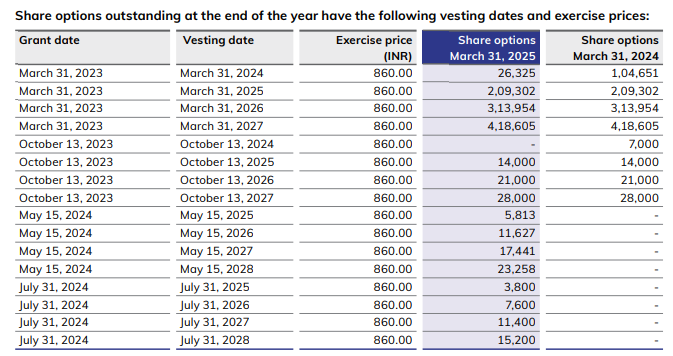 Share options outstanding at the end of the year have the following vesting dates and exercise prices:
Grant date Vesting date Exercise price (INR) Share options March 31, 2025 Share options March 31, 2024
March 31, 2023 March 31, 2024 860.00 26,325 1,04,651
March 31, 2023 March 31, 2025 860.00 2,09,302 2,09,302
March 31, 2023 March 31, 2026 860.00 3,13,954 3,13,954
March 31, 2023 March 31, 2027 860.00 4,18,605 4,18,605
October 13, 2023 October 13, 2024 860.00 - 7,000
October 13, 2023 October 13, 2025 860.00 14,000 14,000
October 13, 2023 October 13, 2026 860.00 21,000 21,000
October 13, 2023 October 13, 2027 860.00 28,000 28,000
May 15, 2024 May 15, 2025 860.00 5,813 -
May 15, 2024 May 15, 2026 860.00 11,627 -
May 15, 2024 May 15, 2027 860.00 17,441 -
May 15, 2024 May 15, 2028 860.00 23,258 -
July 31, 2024 July 31, 2025 860.00 3,800 -
July 31, 2024 July 31, 2026 860.00 7,600 -
July 31, 2024 July 31, 2027 860.00 11,400 -
July 31, 2024 July 31, 2028 860.00 15,200 -